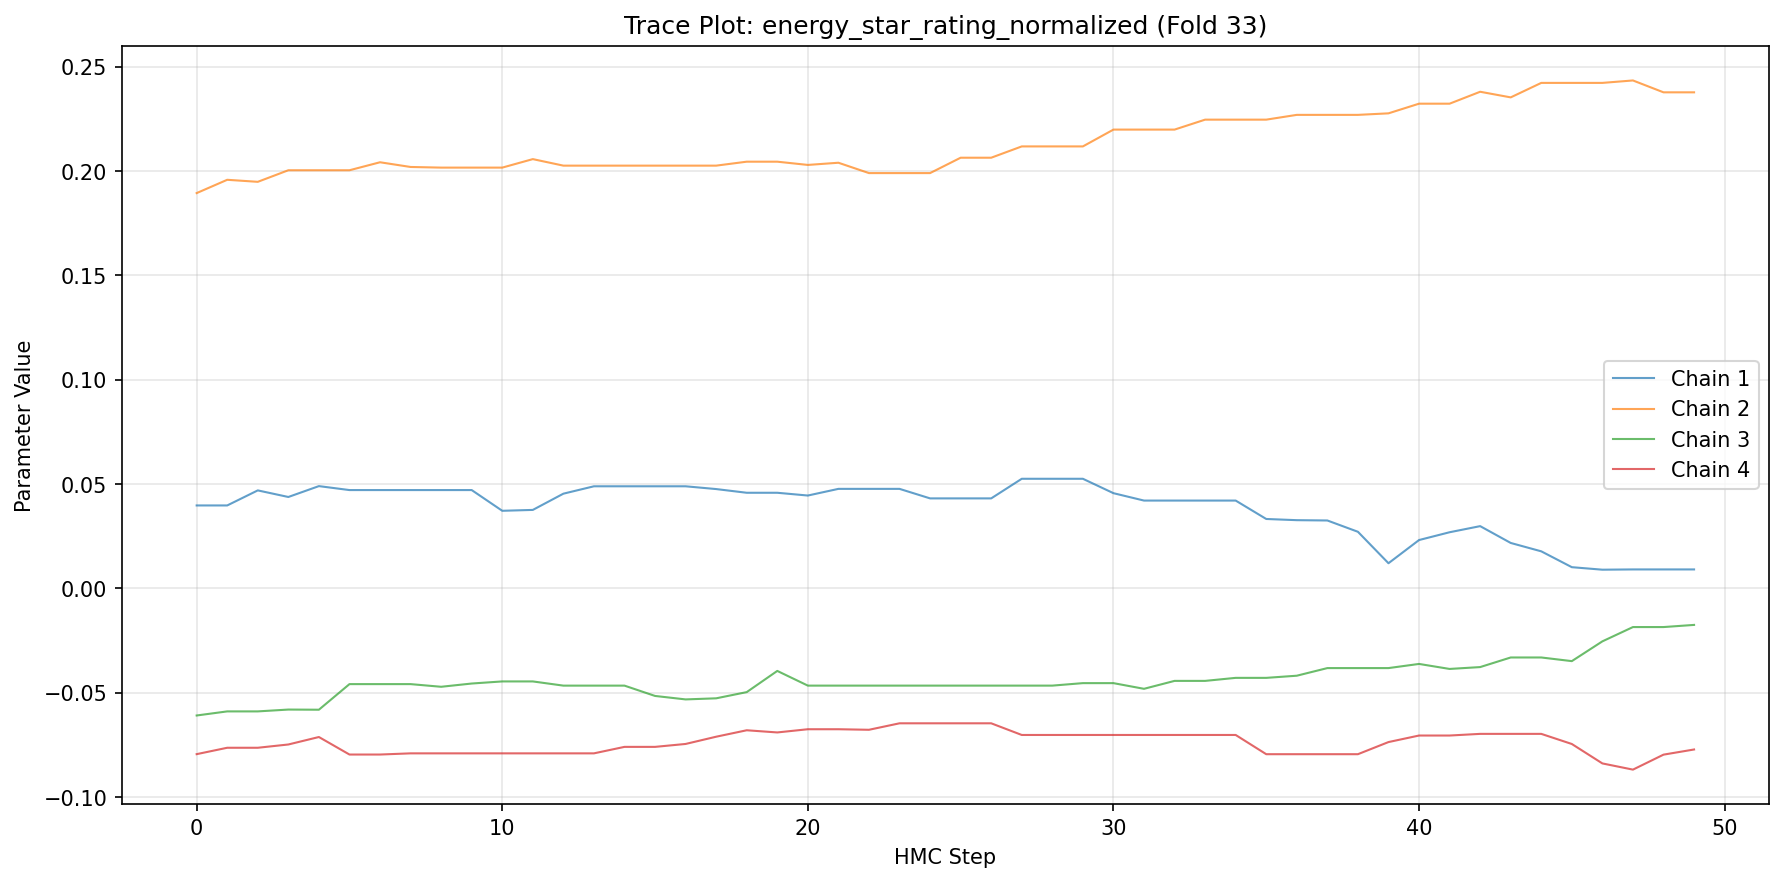 Trace Plot: energy_star_rating_normalized (Fold 33)
0.25
0.20
0.15
0.10
0.05
0.00
−0.05
−0.10
Parameter Value
Chain 1
Chain 2
Chain 3
Chain 4
0 10 20 30 40 50
HMC Step